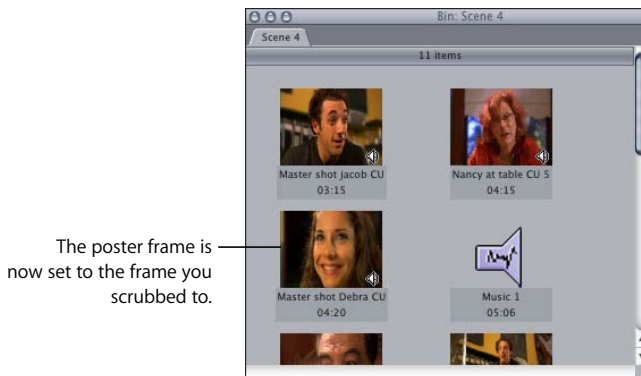 Bin: Scene 4
Scene 4
11 items
Master shot jacob CU
03:15
Nancy at table CU 5
04:15
The poster frame is
now set to the frame you
scrubbed to.
Master shot Debra CU
04:20
Music 1
05:06